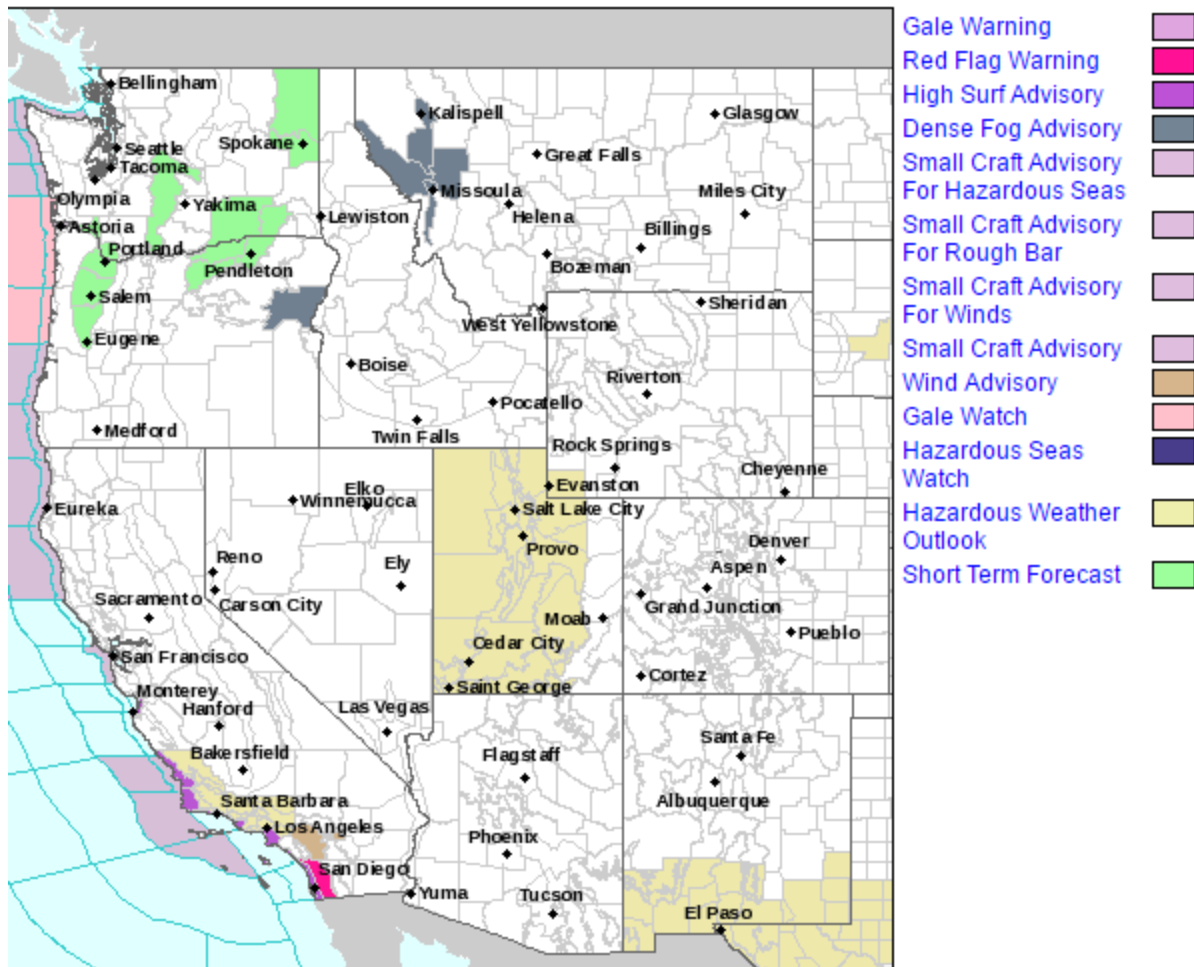 Bellingham
Seattle
Tacoma
Olympia
Spokane
Yakima
Astoria
Portland
Pendleton
Salem
Eugene
Medford
Lewiston
Kalispell
Missoula
Great Falls
Helena
Glasgow
Miles City
Billings
Bozeman
West Yellowstone
Sheridan
Boise
Twin Falls
Pocatello
Riverton
Rock Springs
Evanston
Cheyenne
Eureka
Winnemucca
Elko
Reno
Carson City
Ely
Salt Lake City
Provo
Moab
Cedar City
Saint George
Denver
Aspen
Grand Junction
Pueblo
Cortez
Sacramento
San Francisco
Monterey
Hanford
Bakersfield
Las Vegas
Santa Barbara
Los Angeles
San Diego
Yuma
Flagstaff
Phoenix
Tucson
Santa Fe
Albuquerque
El Paso
Gale Warning
Red Flag Warning
High Surf Advisory
Dense Fog Advisory
Small Craft Advisory
For Hazardous Seas
Small Craft Advisory
For Rough Bar
Small Craft Advisory
For Winds
Small Craft Advisory
Wind Advisory
Gale Watch
Hazardous Seas
Watch
Hazardous Weather
Outlook
Short Term Forecast